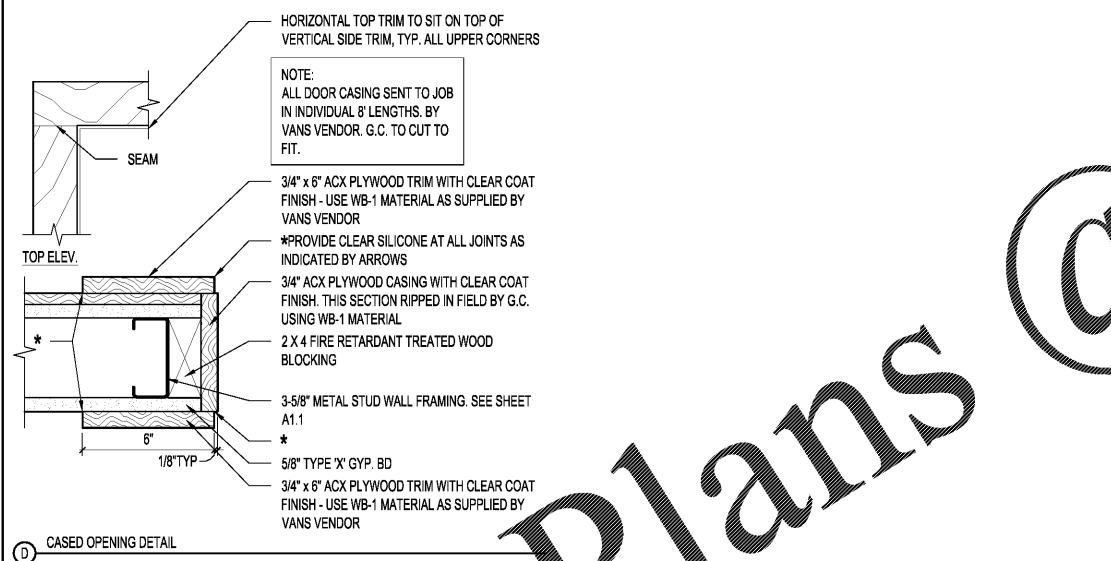 HORIZONTAL TOP TRIM TO SIT ON TOP OF
VERTICAL SIDE TRIM, TYP. ALL UPPER CORNERS
NOTE:
ALL DOOR CASING SENT TO JOB
IN INDIVIDUAL 8' LENGTHS. BY
VANS VENDOR. G.C. TO CUT TO
FIT.
SEAM
TOP ELEV.
3/4" x 6" ACX PLYWOOD TRIM WITH CLEAR COAT
FINISH - USE WB-1 MATERIAL AS SUPPLIED BY
VANS VENDOR
*PROVIDE CLEAR SILICONE AT ALL JOINTS AS
INDICATED BY ARROWS
3/4" ACX PLYWOOD CASING WITH CLEAR COAT
FINISH. THIS SECTION RIPPED IN FIELD BY G.C.
USING WB-1 MATERIAL
*
2 X 4 FIRE RETARDANT TREATED WOOD
BLOCKING
3-5/8" METAL STUD WALL FRAMING. SEE SHEET
A1.1
*
6"
1/8"TYP
5/8" TYPE 'X' GYP. BD
3/4" x 6" ACX PLYWOOD TRIM WITH CLEAR COAT
FINISH - USE WB-1 MATERIAL AS SUPPLIED BY
VANS VENDOR
D CASED OPENING DETAIL
Plans